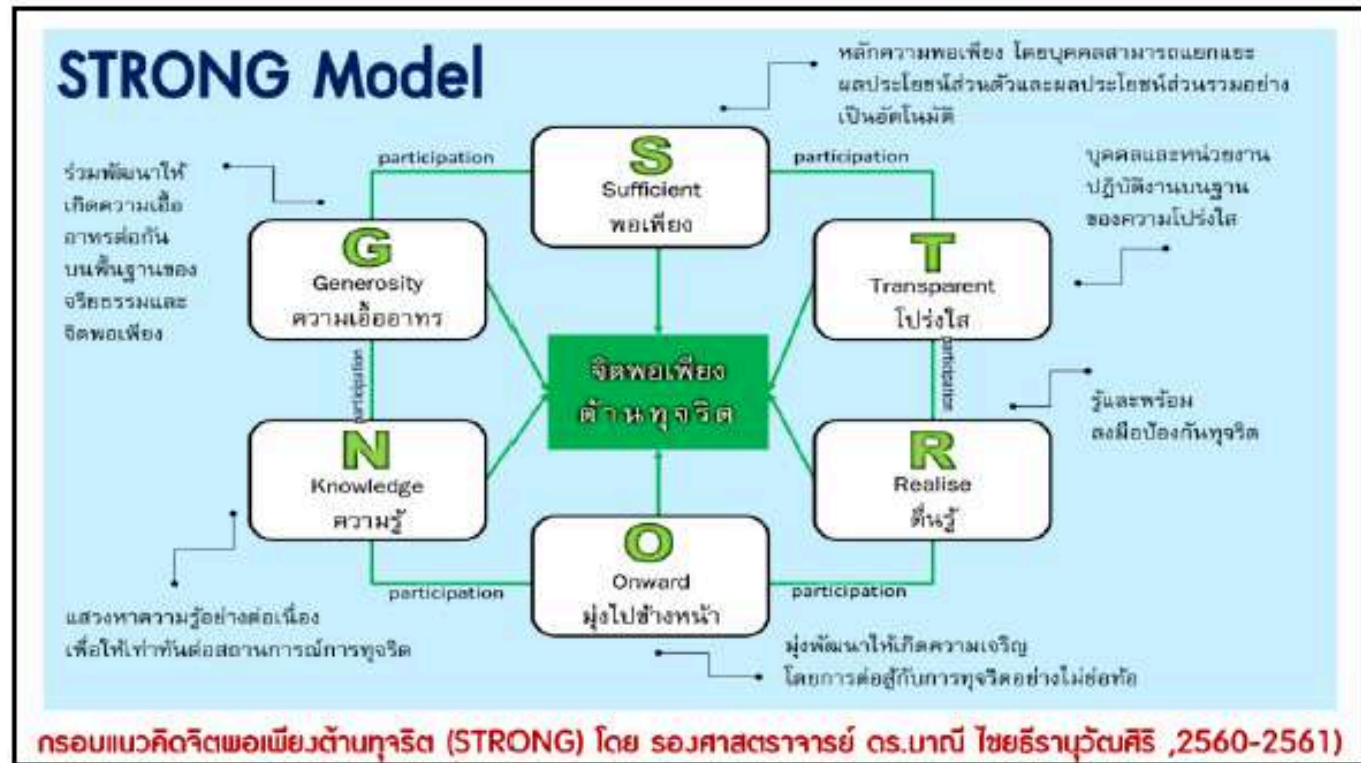 STRONG Model
หลักความพอเพียง โดยบุคคลสามารถแยกแยะ
ผลประโยชน์ส่วนตัวและผลประโยชน์ส่วนรวมอย่าง
เป็นอัตโนมัติ
participation
S
Sufficient
พอเพียง
participation
ร่วมพัฒนาให้
เกิดความเอื้อ
อาทรต่อกัน
บนพื้นฐานของ
จริยธรรมและ
จิตพอเพียง
บุคคลและหน่วยงาน
ปฏิบัติงานบนฐาน
ของความโปร่งใส
G
Generosity
ความเอื้ออาทร
T
Transparent
โปร่งใส
จิตพอเพียง
ต้านทุจริต
participation
participation
รู้และพร้อม
ลงมือป้องกันทุจริต
N
Knowledge
ความรู้
R
Realise
ตื่นรู้
O
Onward
มุ่งไปข้างหน้า
participation
participation
แสวงหาความรู้อย่างต่อเนื่อง
เพื่อให้เท่าทันต่อสถานการณ์การทุจริต
มุ่งพัฒนาให้เกิดความเจริญ
โดยการต่อสู้กับการทุจริตอย่างไม่ย่อท้อ
กรอบแนวคิดจิตพอเพียงต้านทุจริต (STRONG) โดย รองศาสตราจารย์ ดร.มาณี ไชยธีรานุวัฒศิริ ,2560-2561)